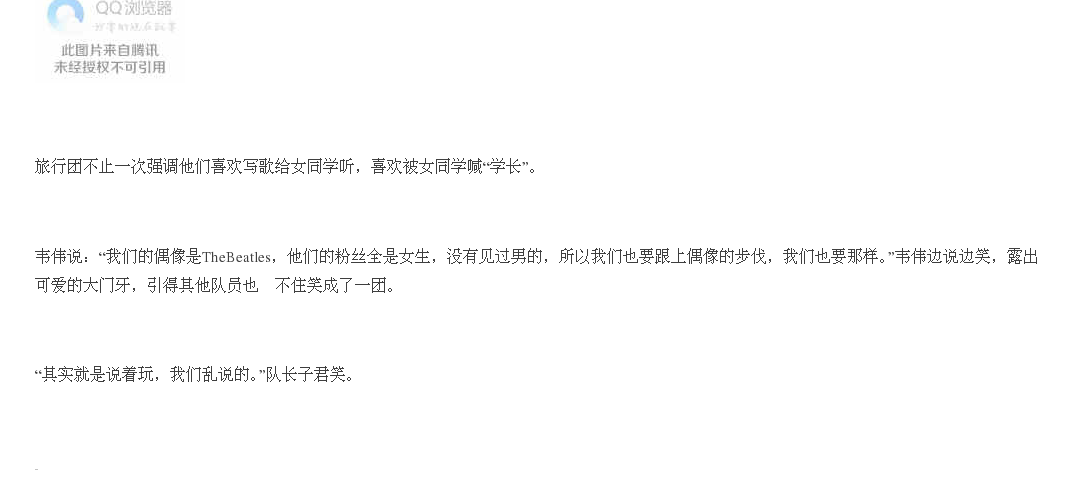 QQ浏览器
此图片来自腾讯
未经授权不可引用
旅行团不止一次强调他们喜欢写歌给女同学听，喜欢被女同学喊“学长”。
韦伟说：“我们的偶像是TheBeatles，他们的粉丝全是女生，没有见过男的，所以我们也要跟上偶像的步伐，我们也要那样。”韦伟边说边笑，露出
可爱的大门牙，引得其他队员也　不住笑成了一团。
“其实就是说着玩，我们乱说的。”队长子君笑。